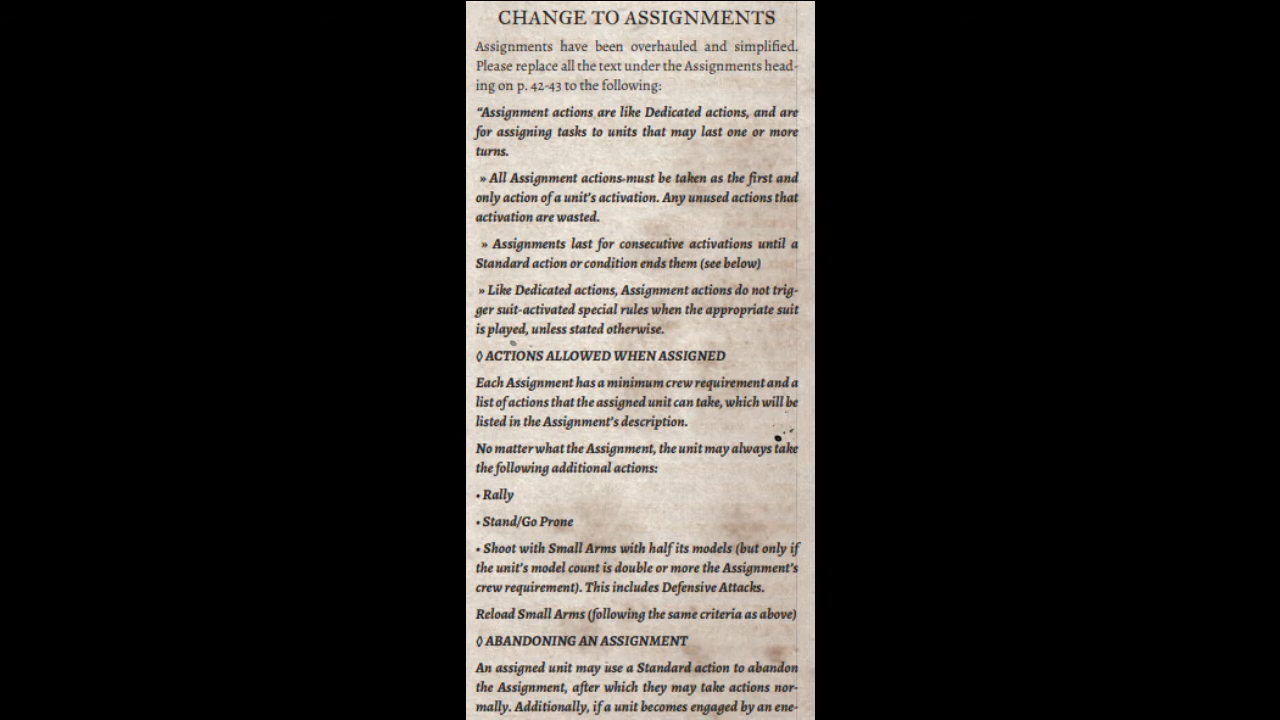 CHANGE TO ASSIGNMENTS
Assignments have been overhauled and simplified.
Please replace all the text under the Assignments head-
ing on p. 42-43 to the following:
“Assignment actions are like Dedicated actions, and are
for assigning tasks to units that may last one or more
turns.
» All Assignment actions must be taken as the first and
only action of a unit’s activation. Any unused actions that
activation are wasted.
» Assignments last for consecutive activations until a
Standard action or condition ends them (see below)
» Like Dedicated actions, Assignment actions do not trig-
ger suit-activated special rules when the appropriate suit
is played, unless stated otherwise.
◊ ACTIONS ALLOWED WHEN ASSIGNED
Each Assignment has a minimum crew requirement and a
list of actions that the assigned unit can take, which will be
listed in the Assignment’s description.
No matter what the Assignment, the unit may always take
the following additional actions:
• Rally
• Stand/Go Prone
• Shoot with Small Arms with half its models (but only if
the unit’s model count is double or more the Assignment’s
crew requirement). This includes Defensive Attacks.
Reload Small Arms (following the same criteria as above)
◊ ABANDONING AN ASSIGNMENT
An assigned unit may use a Standard action to abandon
the Assignment, after which they may take actions nor-
mally. Additionally, if a unit becomes engaged by an ene-